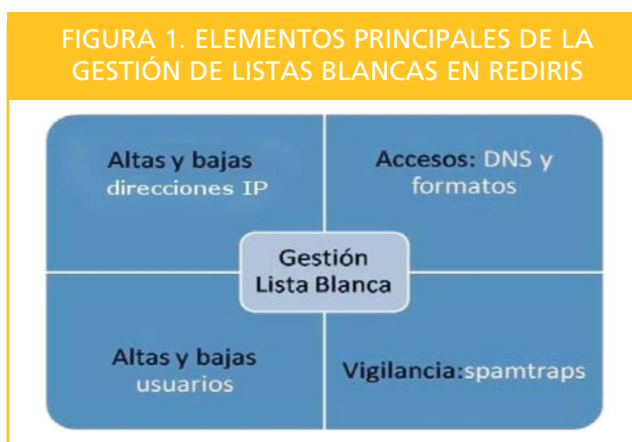 FIGURA 1. ELEMENTOS PRINCIPALES DE LA
GESTIÓN DE LISTAS BLANCAS EN REDIRIS
Altas y bajas
direcciones IP
Accesos: DNS y
formatos
Gestión
Lista Blanca
Altas y bajas
usuarios
Vigilancia:spamtraps